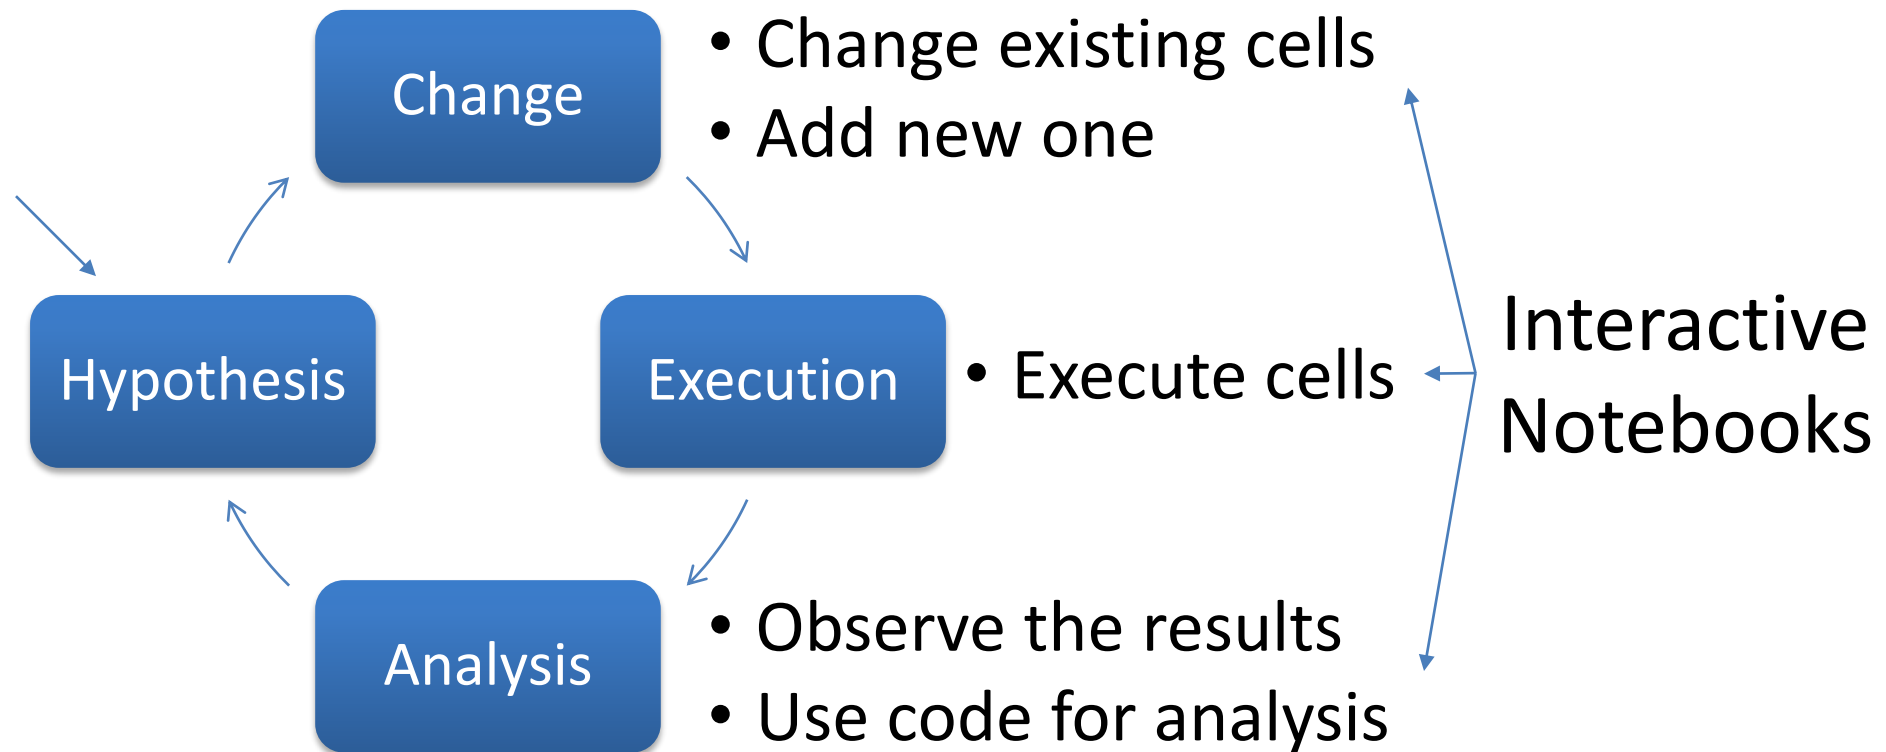 Change
• Change existing cells
• Add new one
Hypothesis
Execution
• Execute cells
Interactive
Notebooks
Analysis
• Observe the results
• Use code for analysis